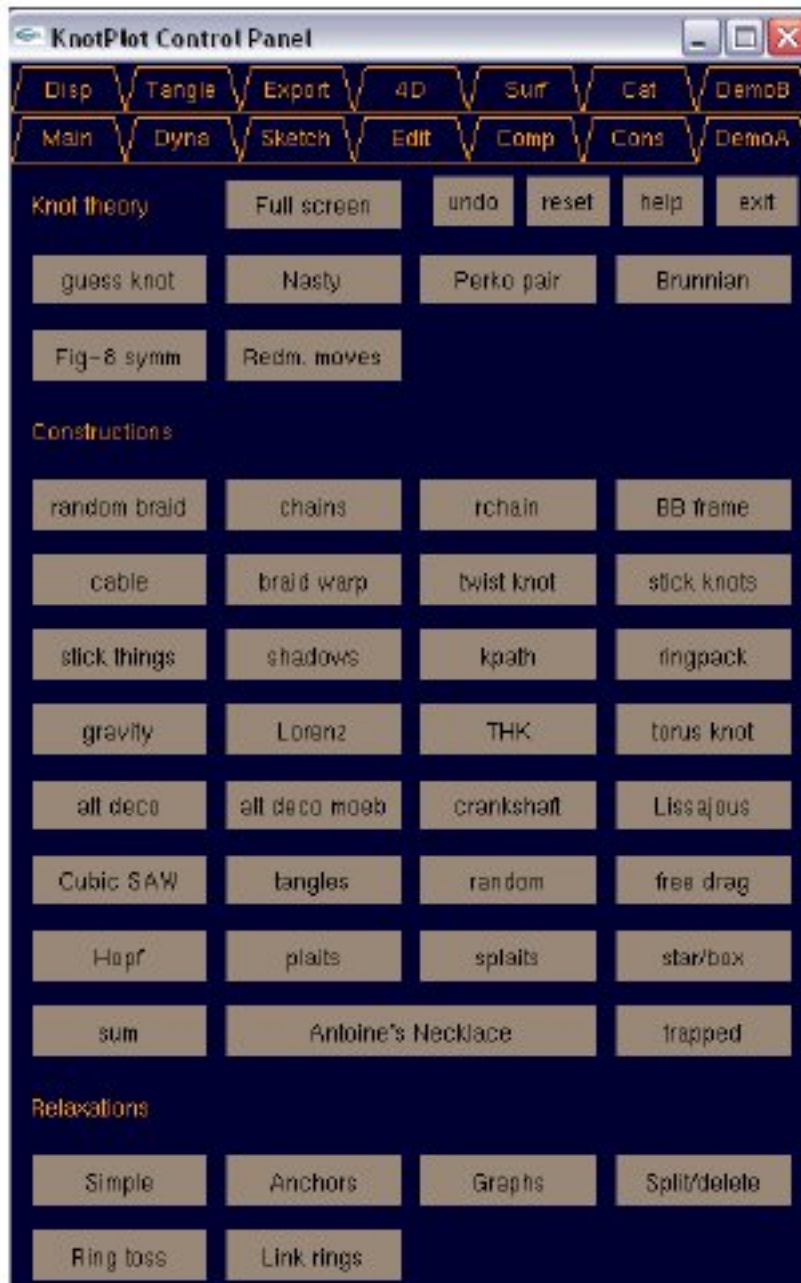 KnotPlot Control Panel
Disp Tangle Export 4D Surf Cat DemoB
Main Dyna Sketch Edit Comp Cons DemoA
Knot theory Full screen undo reset help exit
guess knot Nasty Perko pair Brunnian
Fig-8 symm Redm. moves
Constructions
random braid chains rchain BB frame
cable braid warp twist knot stick knots
stick things shadows kpath ringpack
gravity Lorenz THK torus knot
alt deco alt deco moeb crankshaft Lissajous
Cubic SAW tangles random free drag
Hopf plaits splaits star/box
sum Antoine's Necklace trapped
Relaxations
Simple Anchors Graphs Split/delete
Ring toss Link rings